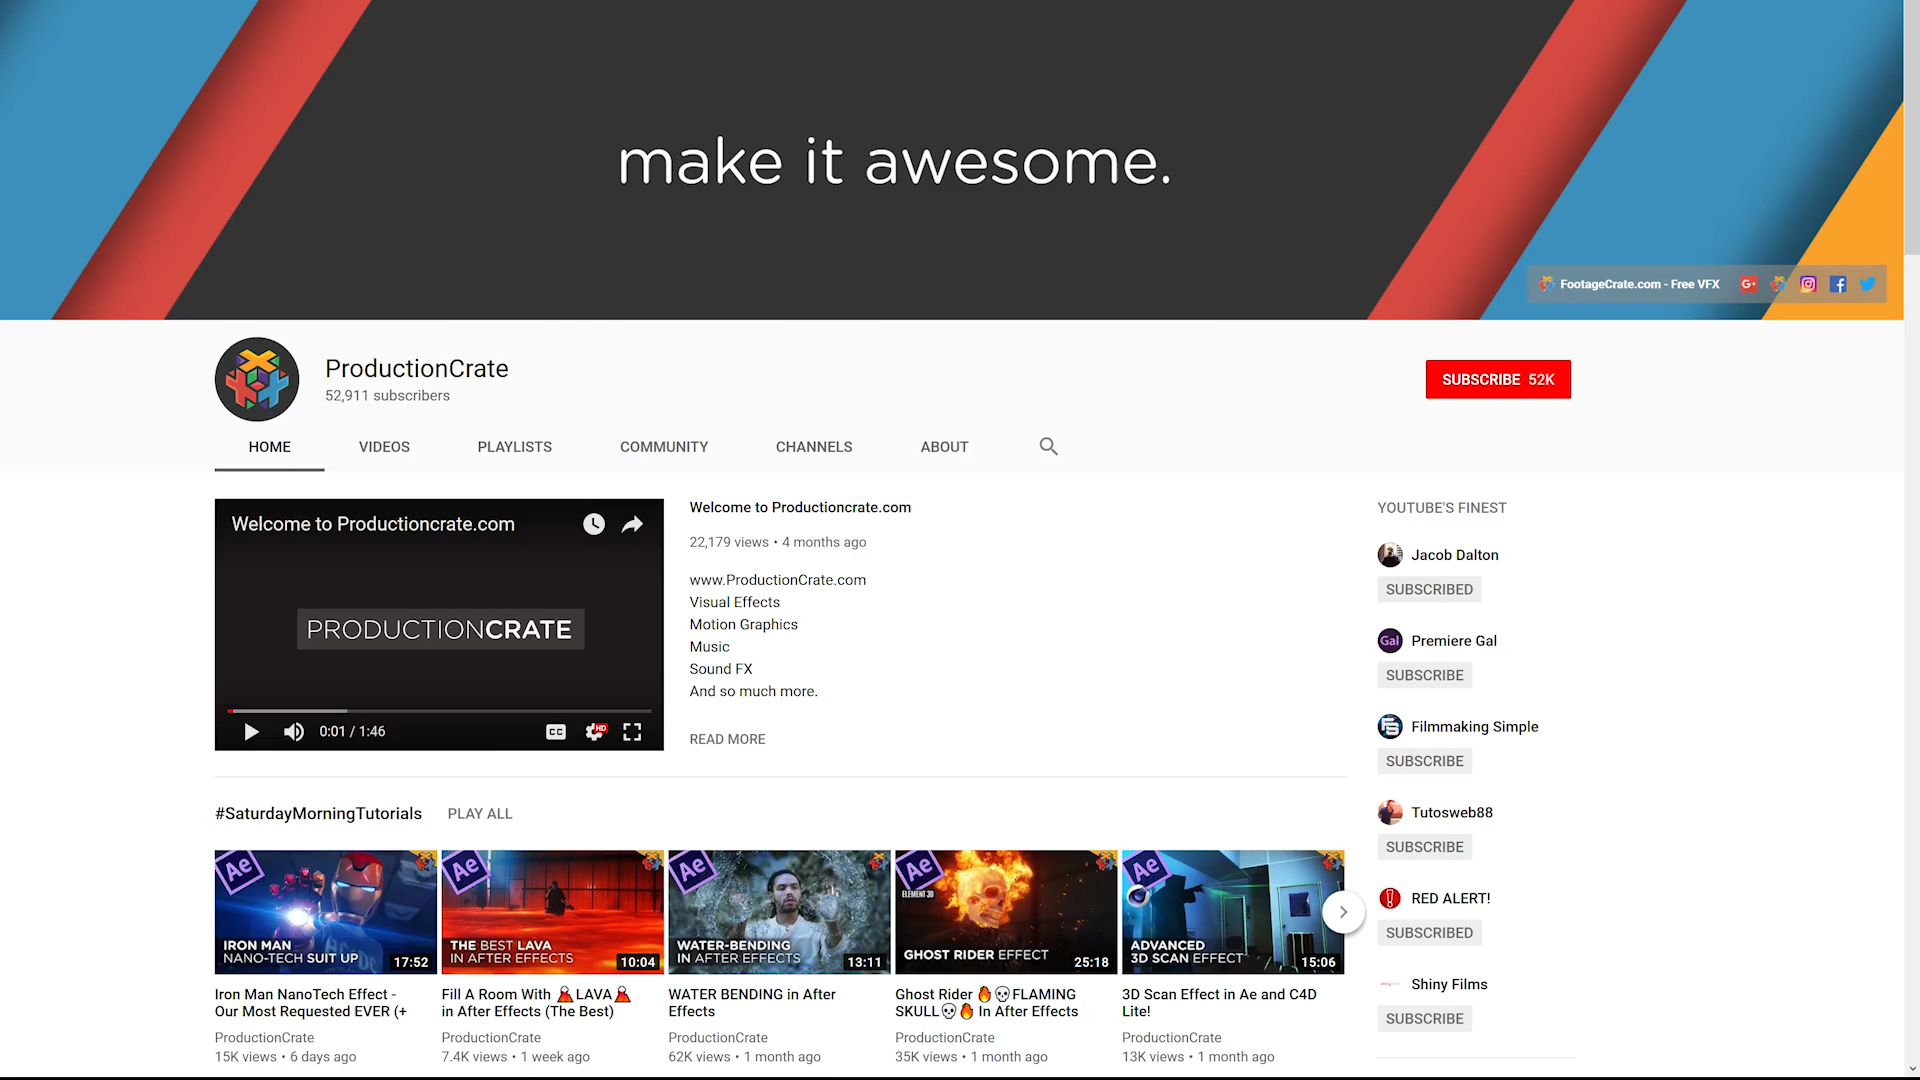 make it awesome.
FootageCrate.com - Free VFX
ProductionCrate
52,911 subscribers
SUBSCRIBE 52K
HOME
VIDEOS
PLAYLISTS
COMMUNITY
CHANNELS
ABOUT
Welcome to Productioncrate.com
PRODUCTIONCRATE
0:01 / 1:46
CC
HD
Welcome to Productioncrate.com
22,179 views • 4 months ago
www.ProductionCrate.com
Visual Effects
Motion Graphics
Music
Sound FX
And so much more.
READ MORE
YOUTUBE'S FINEST
Jacob Dalton
SUBSCRIBED
Gal
Premiere Gal
SUBSCRIBE
Filmmaking Simple
SUBSCRIBE
Tutosweb88
SUBSCRIBE
RED ALERT!
SUBSCRIBED
Shiny Films
SUBSCRIBE
#SaturdayMorningTutorials
PLAY ALL
Ae
IRON MAN
NANO-TECH SUIT UP
17:52
Iron Man NanoTech Effect -
Our Most Requested EVER (+
ProductionCrate
15K views • 6 days ago
Ae
THE BEST LAVA
IN AFTER EFFECTS
10:04
Fill A Room With 🌋LAVA🌋
in After Effects (The Best)
ProductionCrate
7.4K views • 1 week ago
Ae
WATER-BENDING
IN AFTER EFFECTS
13:11
WATER BENDING in After
Effects
ProductionCrate
62K views • 1 month ago
Ae
ELEMENT 3D
GHOST RIDER EFFECT
25:18
Ghost Rider 🔥💀FLAMING
SKULL💀🔥 In After Effects
ProductionCrate
35K views • 1 month ago
Ae
ADVANCED
3D SCAN EFFECT
15:06
3D Scan Effect in Ae and C4D
Lite!
ProductionCrate
13K views • 1 month ago